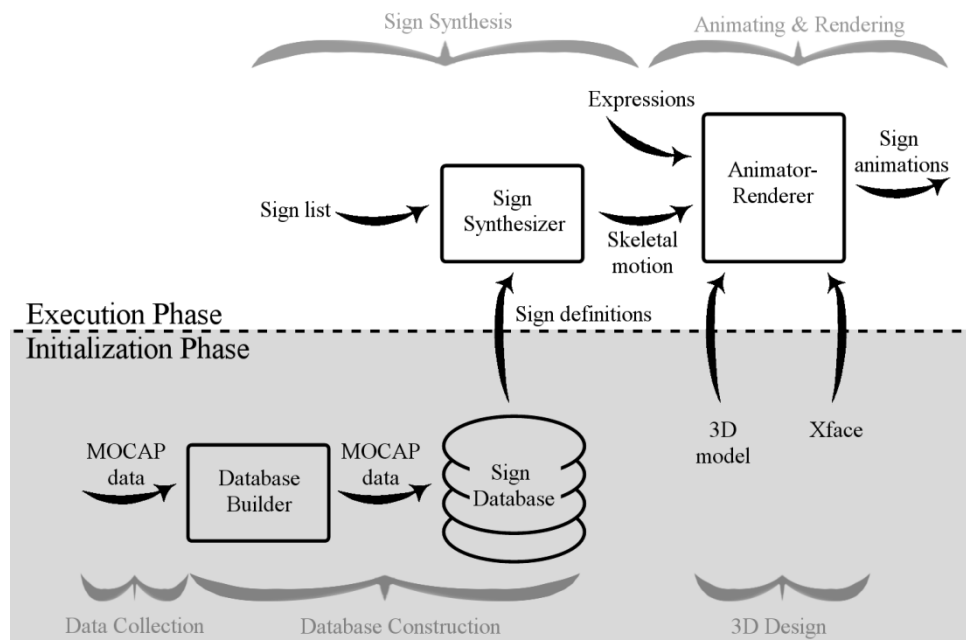 Sign Synthesis
Animating & Rendering
Expressions
Animator-
Renderer
Sign
animations
Sign list
Sign
Synthesizer
Skeletal
motion
Execution Phase
Sign definitions
Initialization Phase
MOCAP
data
Database
Builder
MOCAP
data
Sign
Database
3D
model
Xface
Data Collection
Database Construction
3D Design